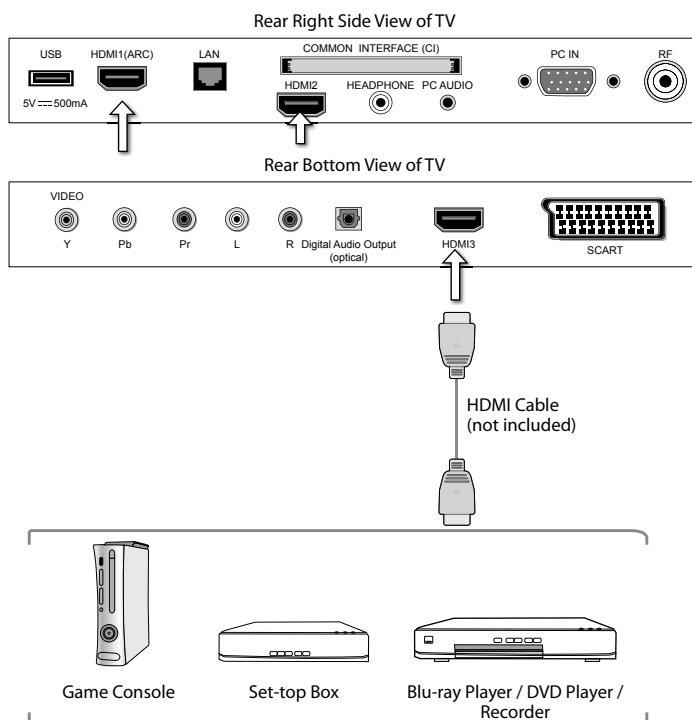 Rear Right Side View of TV
USB
HDMI1(ARC)
LAN
COMMON INTERFACE (CI)
PC IN
RF
HDMI2
HEADPHONE
PC AUDIO
5V ⎓ 500mA
Rear Bottom View of TV
VIDEO
Y
Pb
Pr
L
R
Digital Audio Output
(optical)
HDMI3
SCART
HDMI Cable
(not included)
Game Console
Set-top Box
Blu-ray Player / DVD Player /
Recorder